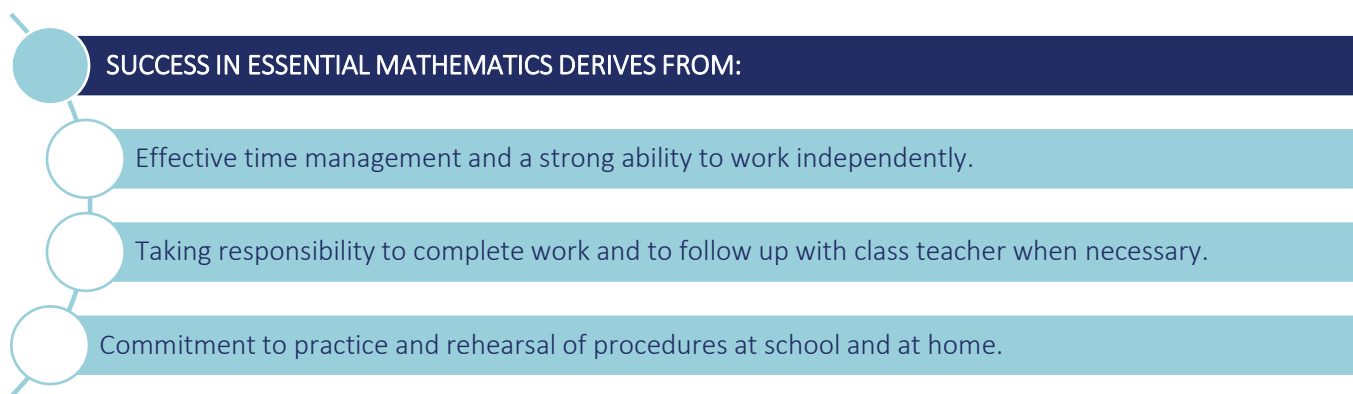 SUCCESS IN ESSENTIAL MATHEMATICS DERIVES FROM:
Effective time management and a strong ability to work independently.
Taking responsibility to complete work and to follow up with class teacher when necessary.
Commitment to practice and rehearsal of procedures at school and at home.